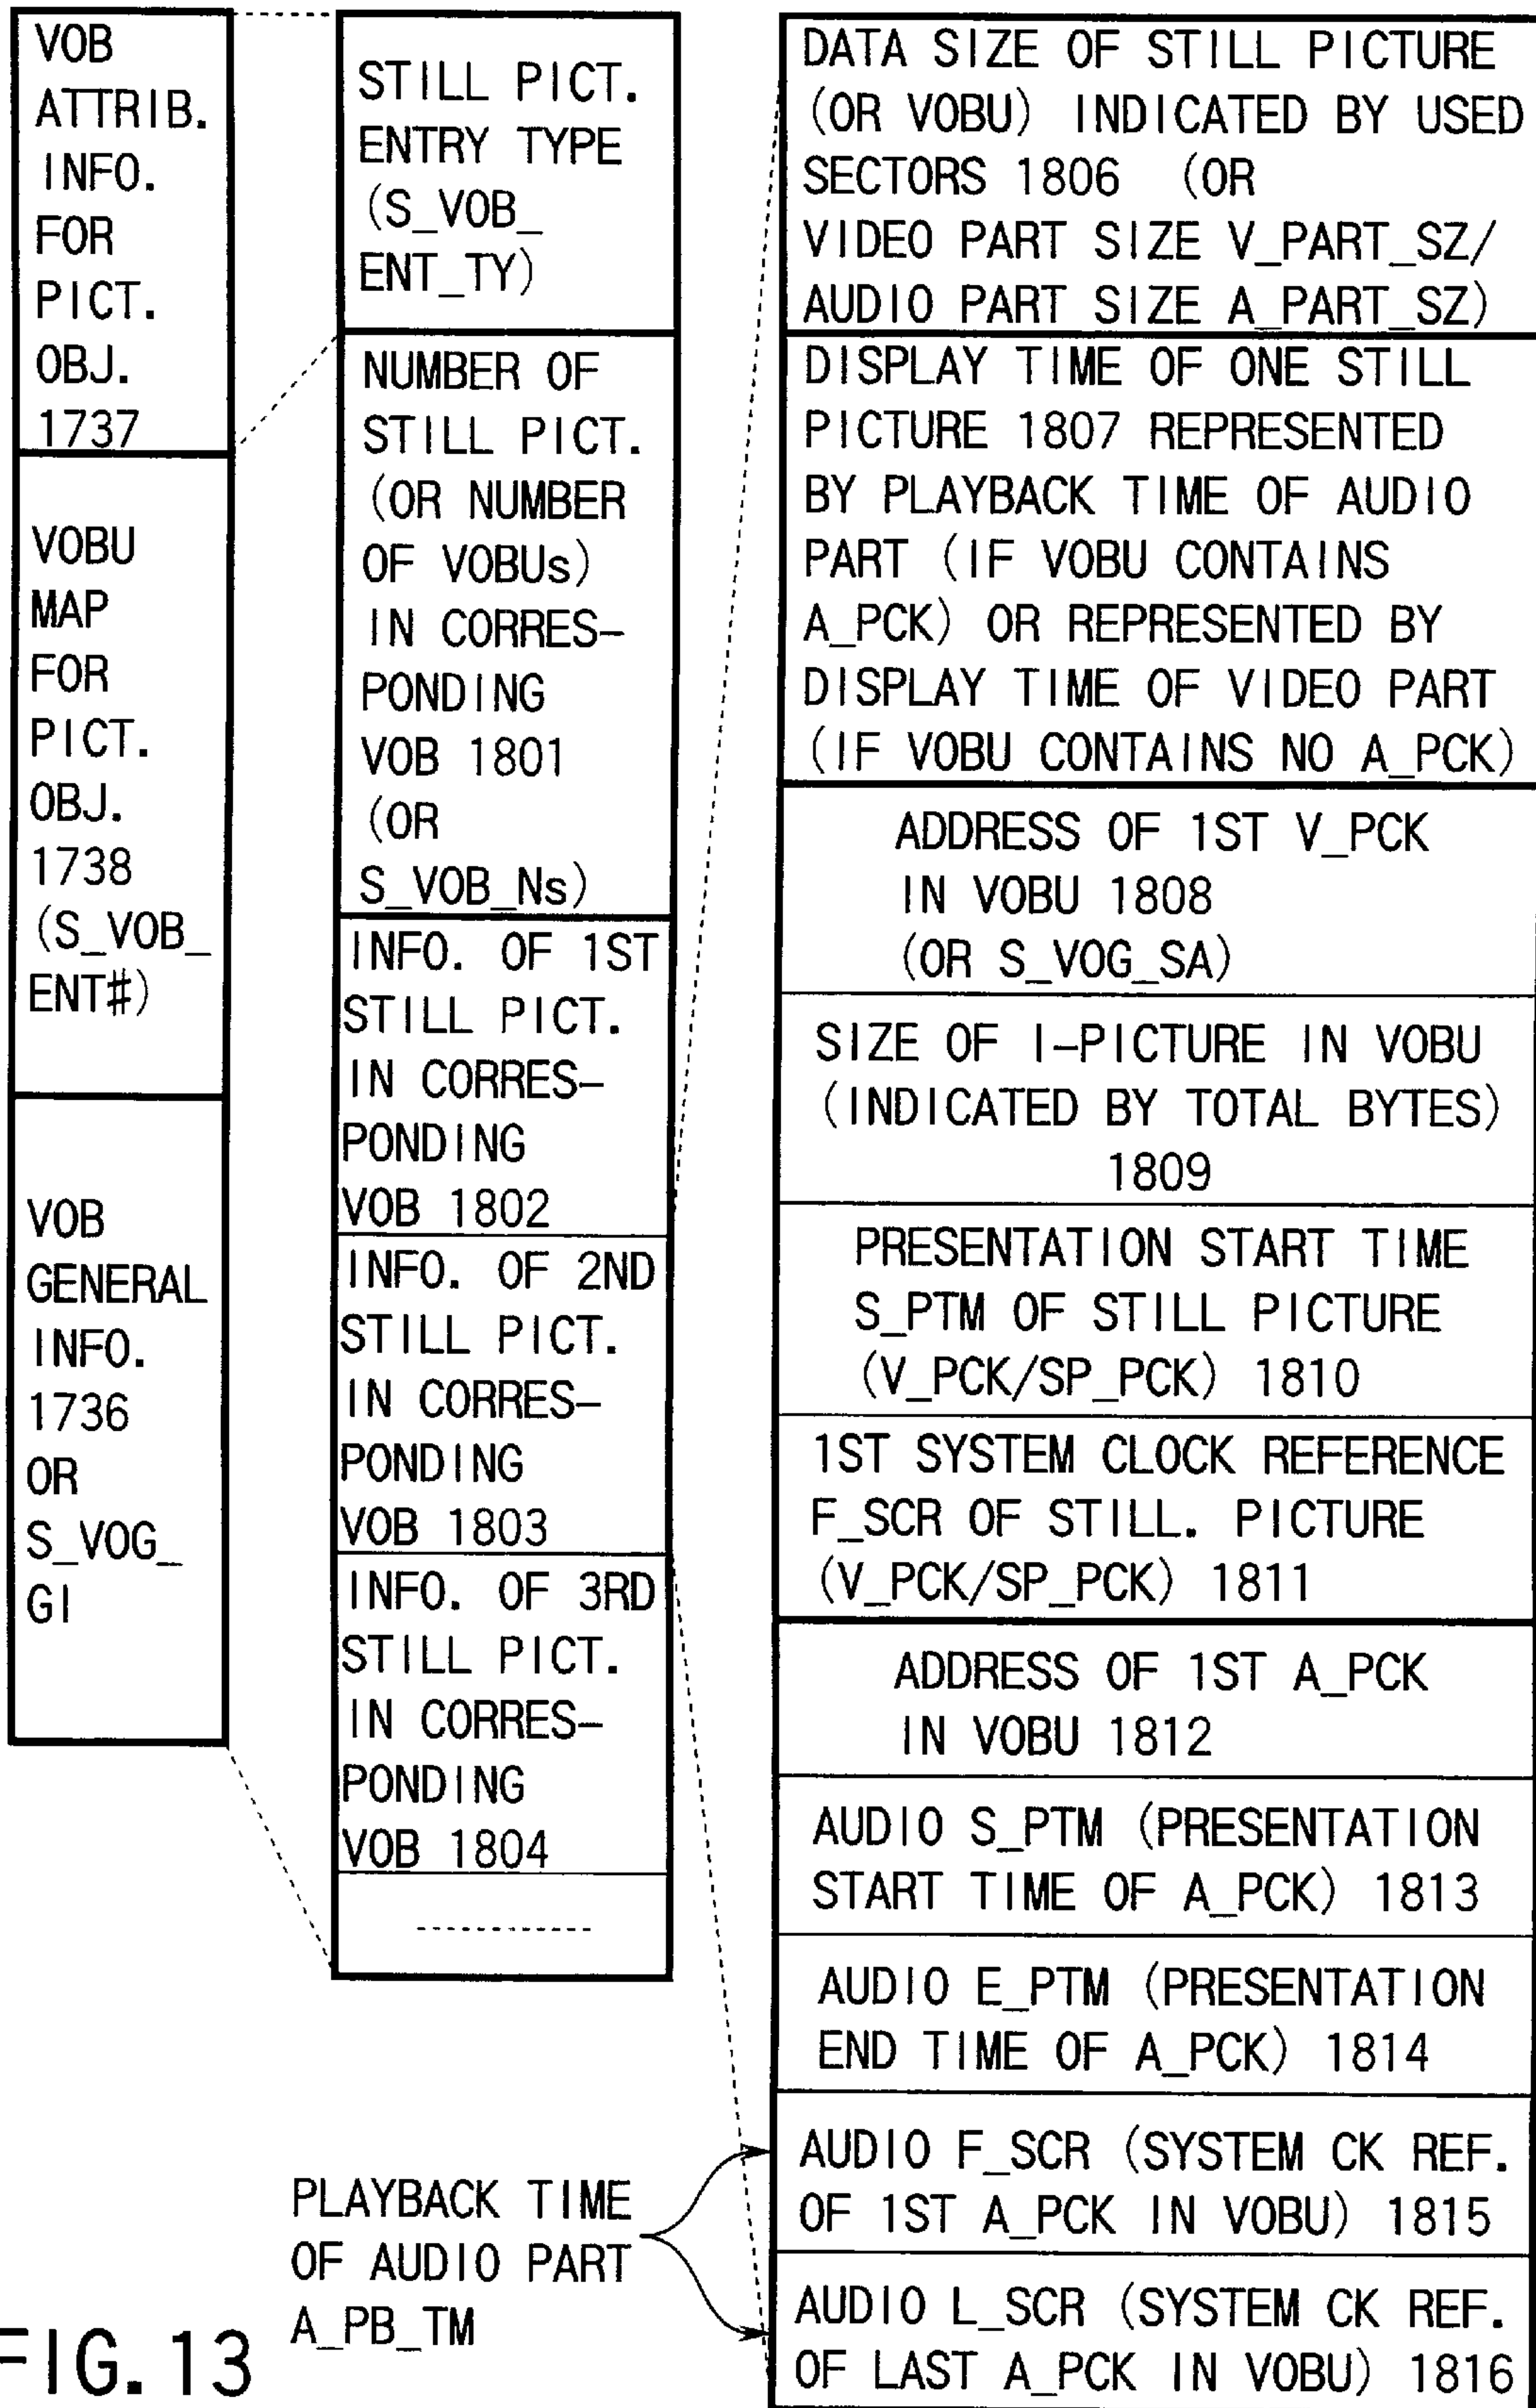 VOB
ATTRIB.
INFO.
FOR
PICT.
OBJ.
1737
VOBU
MAP
FOR
PICT.
OBJ.
1738
(S_VOB_
ENT#)
VOB
GENERAL
INFO.
1736
OR
S_VOG_
GI
STILL PICT.
ENTRY TYPE
(S_VOB_
ENT_TY)
NUMBER OF
STILL PICT.
(OR NUMBER
OF VOBUs)
IN CORRES-
PONDING
VOB 1801
(OR
S_VOB_Ns)
INFO. OF 1ST
STILL PICT.
IN CORRES-
PONDING
VOB 1802
INFO. OF 2ND
STILL PICT.
IN CORRES-
PONDING
VOB 1803
INFO. OF 3RD
STILL PICT.
IN CORRES-
PONDING
VOB 1804
DATA SIZE OF STILL PICTURE
(OR VOBU) INDICATED BY USED
SECTORS 1806 (OR
VIDEO PART SIZE V_PART_SZ/
AUDIO PART SIZE A_PART_SZ)
DISPLAY TIME OF ONE STILL
PICTURE 1807 REPRESENTED
BY PLAYBACK TIME OF AUDIO
PART (IF VOBU CONTAINS
A_PCK) OR REPRESENTED BY
DISPLAY TIME OF VIDEO PART
(IF VOBU CONTAINS NO A_PCK)
ADDRESS OF 1ST V_PCK
IN VOBU 1808
(OR S_VOG_SA)
SIZE OF I-PICTURE IN VOBU
(INDICATED BY TOTAL BYTES)
1809
PRESENTATION START TIME
S_PTM OF STILL PICTURE
(V_PCK/SP_PCK) 1810
1ST SYSTEM CLOCK REFERENCE
F_SCR OF STILL. PICTURE
(V_PCK/SP_PCK) 1811
ADDRESS OF 1ST A_PCK
IN VOBU 1812
AUDIO S_PTM (PRESENTATION
START TIME OF A_PCK) 1813
AUDIO E_PTM (PRESENTATION
END TIME OF A_PCK) 1814
AUDIO F_SCR (SYSTEM CK REF.
OF 1ST A_PCK IN VOBU) 1815
AUDIO L_SCR (SYSTEM CK REF.
OF LAST A_PCK IN VOBU) 1816
PLAYBACK TIME
OF AUDIO PART
A_PB_TM
FIG. 13